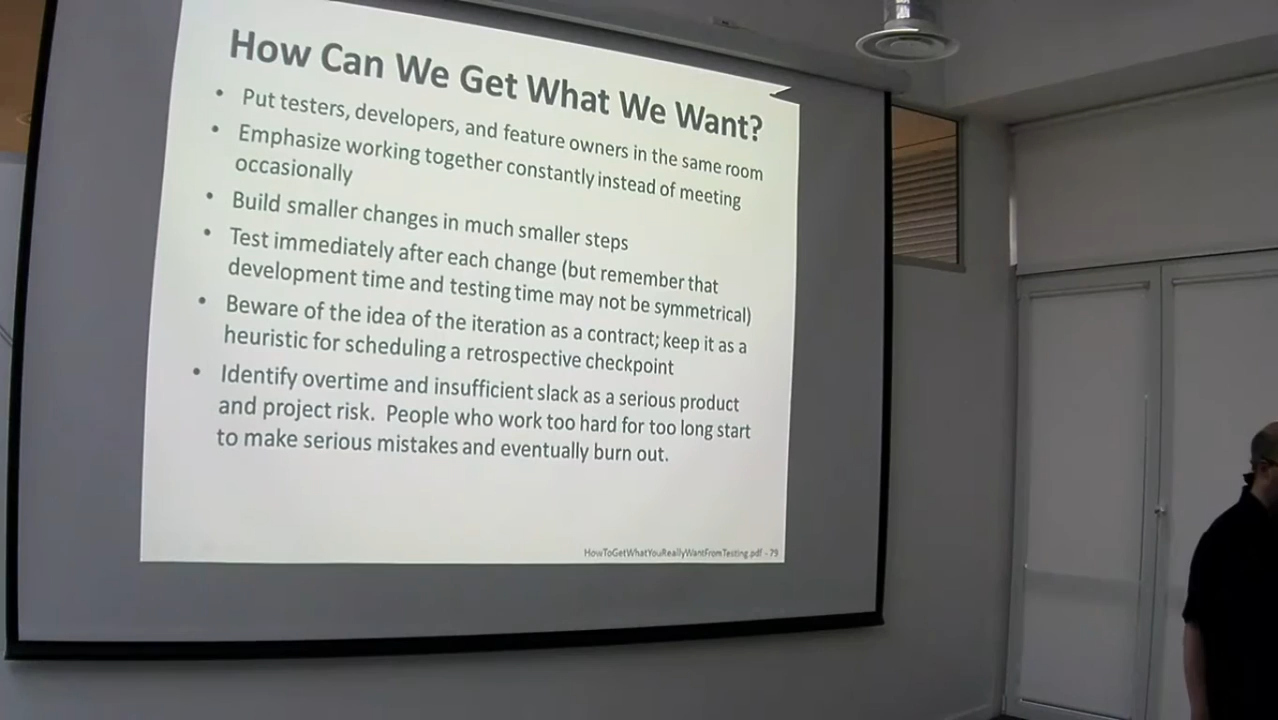 How Can We Get What We Want?
• Put testers, developers, and feature owners in the same room
• Emphasize working together constantly instead of meeting
occasionally
• Build smaller changes in much smaller steps
• Test immediately after each change (but remember that
development time and testing time may not be symmetrical)
• Beware of the idea of the iteration as a contract; keep it as a
heuristic for scheduling a retrospective checkpoint
• Identify overtime and insufficient slack as a serious product
and project risk. People who work too hard for too long start
to make serious mistakes and eventually burn out.
HowToGetWhatYouReallyWantFromTesting.pdf - 79